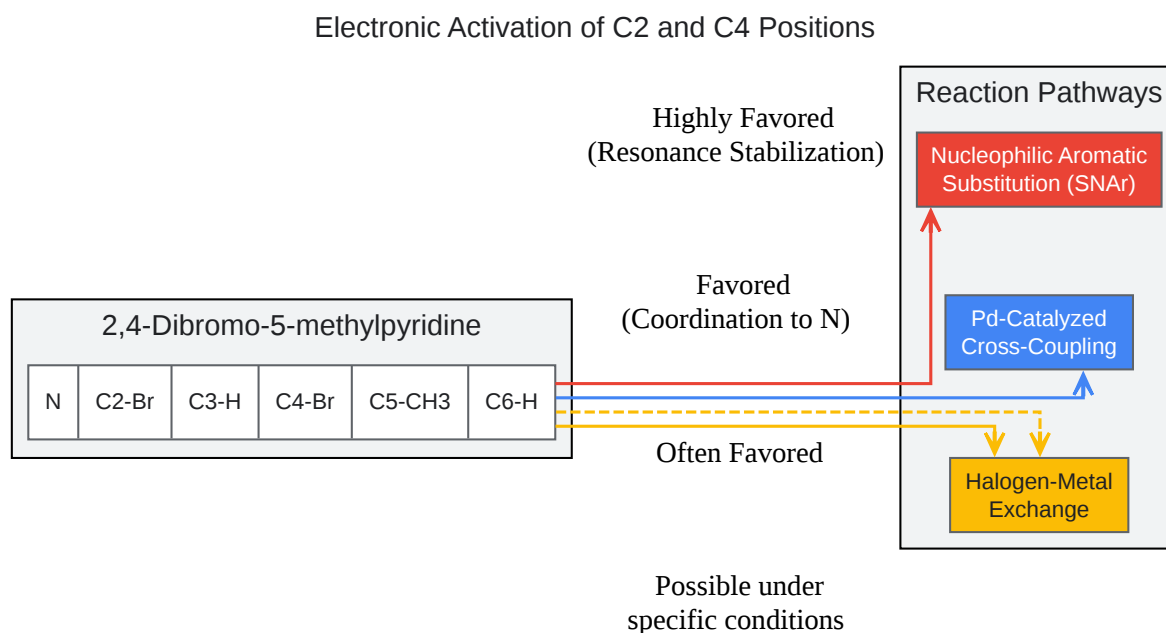 Electronic Activation of C2 and C4 Positions
Reaction Pathways
Highly Favored
(Resonance Stabilization)
Nucleophilic Aromatic
Substitution (SNAr)
Favored
(Coordination to N)
Pd-Catalyzed
Cross-Coupling
2,4-Dibromo-5-methylpyridine
N C2-Br C3-H C4-Br C5-CH3 C6-H
Often Favored
Halogen-Metal
Exchange
Possible under
specific conditions